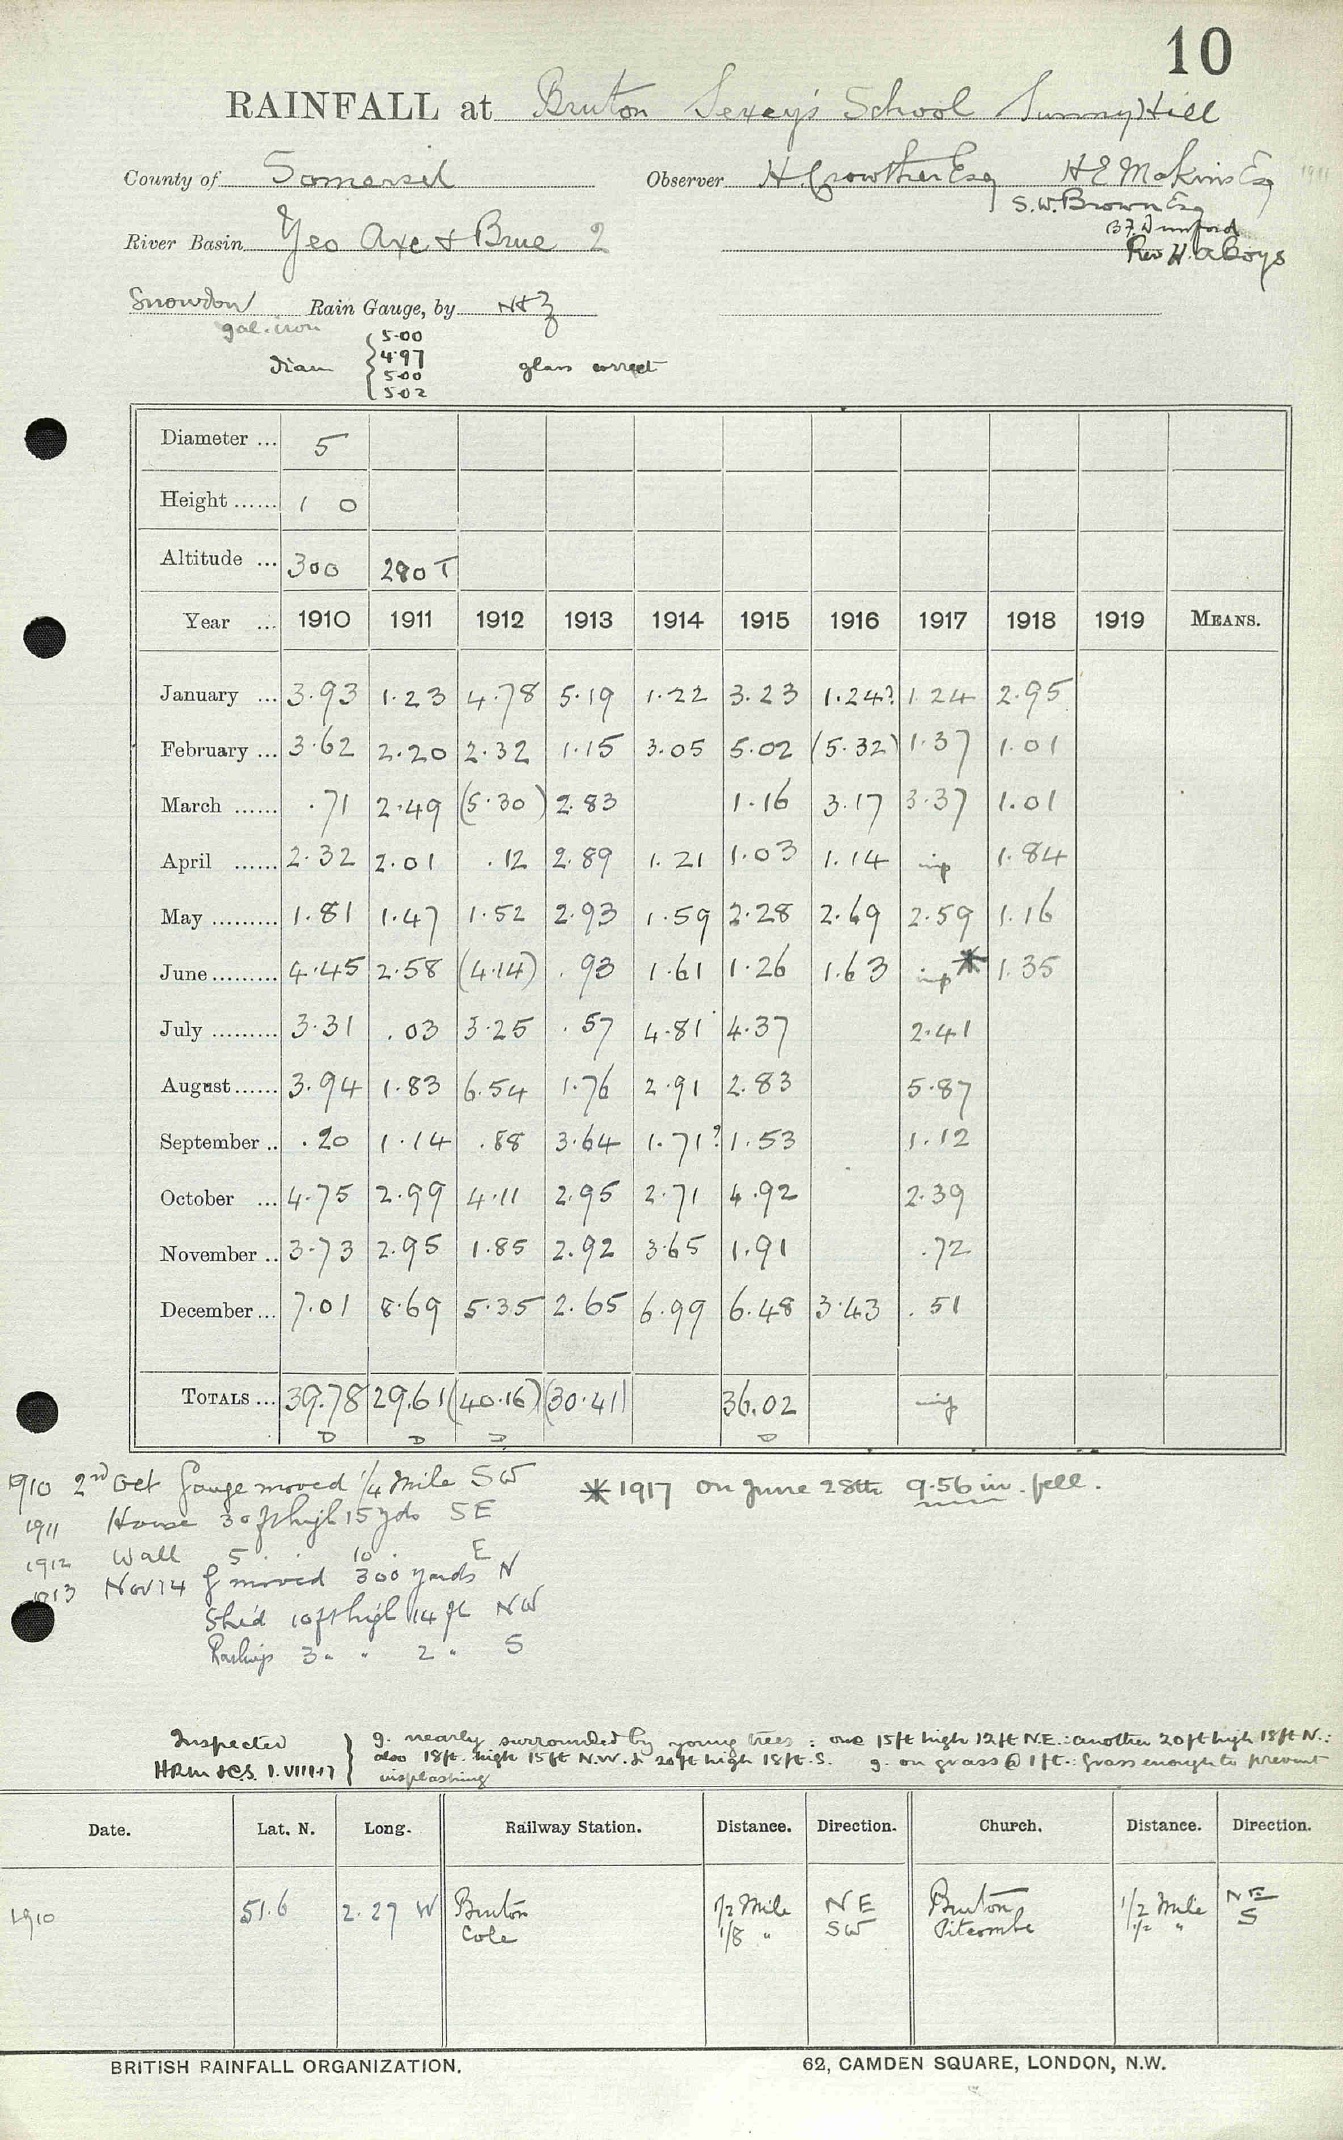 10
RAINFALL at Bruton Sexey's School Sunny Hill
County of Somerset Observer H. Crowther Esq H E Makins Esq 1911
S. W. Brown Esq
River Basin Yeo Axe & Brue 2
Rev H. A Boys
Snowdon Rain Gauge, by N & Z
gal. iron
diam { 5.00 4.97 5.00 5.02 glass correct
Diameter ... 5
Height ...... 1 0
Altitude ... 300 280 T
Year ... 1910 1911 1912 1913 1914 1915 1916 1917 1918 1919 MEANS.
January ... 3.93 1.23 4.78 5.19 1.22 3.23 1.24? 1.24 2.95
February ... 3.62 2.20 2.32 1.15 3.05 5.02 (5.32) 1.37 1.01
March ...... .71 2.49 (5.30) 2.83 1.16 3.17 3.37 1.01
April ...... 2.32 2.01 .12 2.89 1.21 1.03 1.14 imp 1.84
May ......... 1.81 1.47 1.52 2.93 1.59 2.28 2.69 2.59 1.16
June ......... 4.45 2.58 (4.14) .93 1.61 1.26 1.63 imp * 1.35
July ......... 3.31 .03 3.25 .57 4.81 4.37 2.41
August ...... 3.94 1.83 6.54 1.76 2.91 2.83 5.87
September .. .20 1.14 .88 3.64 1.71? 1.53 1.12
October ... 4.75 2.99 4.11 2.95 2.71 4.92 2.39
November .. 3.73 2.95 1.85 2.92 3.65 1.91 .72
December ... 7.01 8.69 5.35 2.65 6.99 6.48 3.43 .51
TOTALS ... 39.78 29.61 (40.16) (30.41) 36.02 imp
D D D D
1910 2nd Oct Gauge moved 1/4 Mile SW * 1917 On June 28th 9.56 in. fell.
1911 House 30 ft high 15 yds SE
1912 Wall 5 . . 10 . E
1913 Nov 14 G moved 300 yards N
Shed 10 ft high 14 ft NW
3 " " 2 " S
Inspected } g. nearly surrounded by young trees : one 15ft high 12ft N.E. : another 20ft high 18ft N. :
HRM & C.S. 1.VIII.17 also 18ft. high 15ft N.W. & 20ft high 18ft. S. g. on grass @ 1 ft. : Grass enough to prevent
insplashing
Date. Lat. N. Long. Railway Station. Distance. Direction. Church. Distance. Direction.
1910 51.6 2.27 W Bruton 1/2 Mile NE Bruton 1/2 Mile NE
Cole 1/8 " SW Pitcombe 1/2 " S
BRITISH RAINFALL ORGANIZATION. 62, CAMDEN SQUARE, LONDON, N.W.